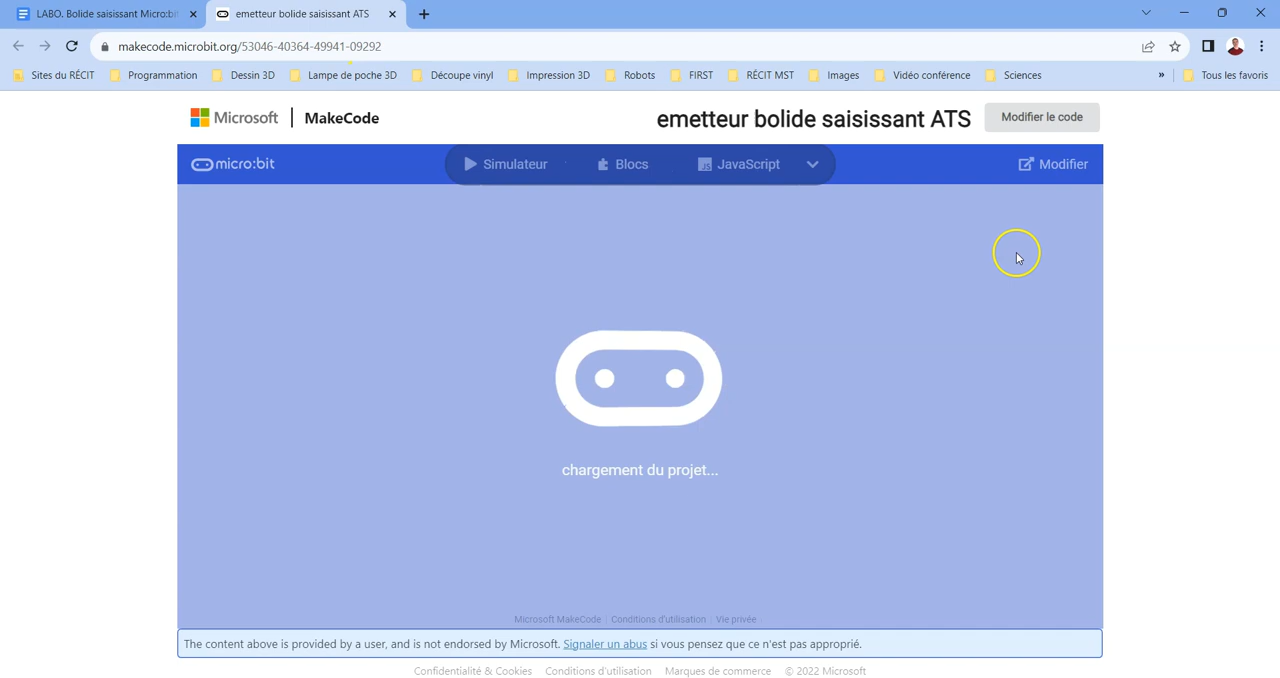 LABO. Bolide saisissant Micro:bi
emetteur bolide saisissant ATS
makecode.microbit.org/53046-40364-49941-09292
Sites du RÉCIT Programmation Dessin 3D Lampe de poche 3D Découpe vinyl Impression 3D Robots FIRST RÉCIT MST Images Vidéo conférence Sciences » Tous les favoris
Microsoft | MakeCode
emetteur bolide saisissant ATS
Modifier le code
micro:bit
Simulateur
Blocs
JS JavaScript
Modifier
chargement du projet...
Microsoft MakeCode | Conditions d'utilisation | Vie privée
The content above is provided by a user, and is not endorsed by Microsoft. Signaler un abus si vous pensez que ce n'est pas approprié.
Confidentialité & Cookies Conditions d'utilisation Marques de commerce © 2022 Microsoft